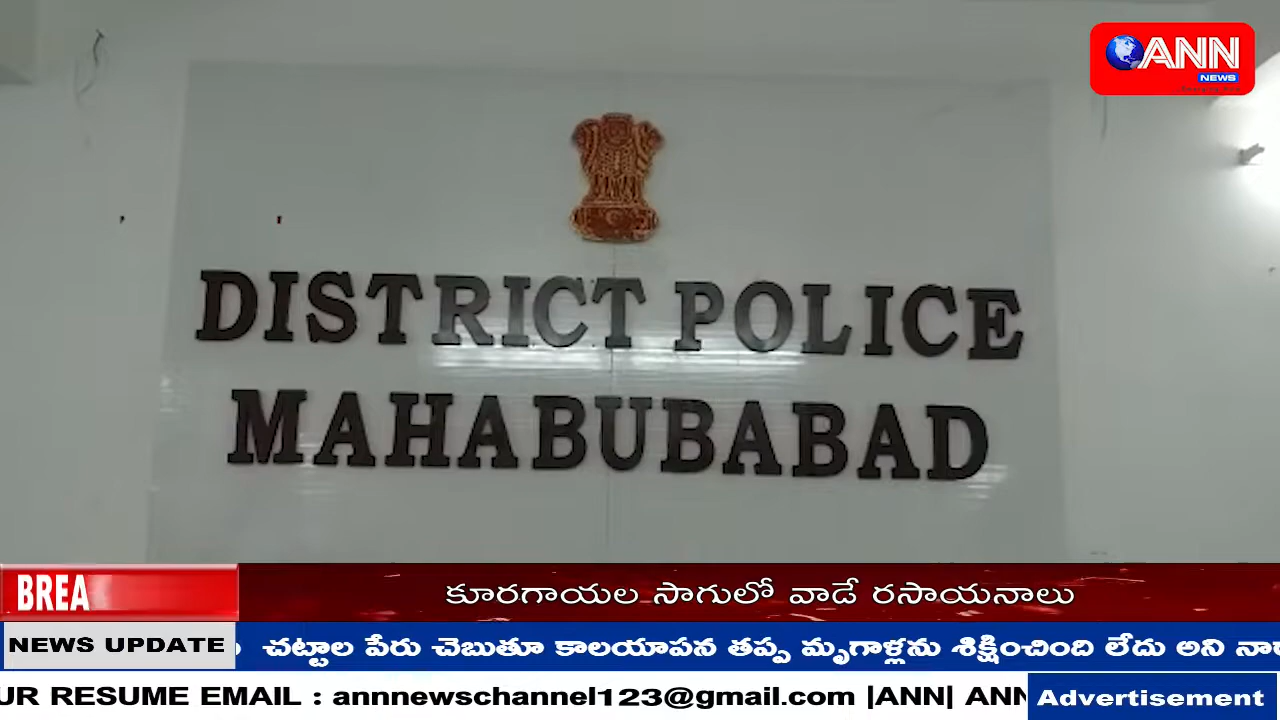 ANN
NEWS
DISTRICT POLICE
MAHABUBABAD
BREA
కూరగాయల సాగులో వాడే రసాయనాలు
NEWS UPDATE
చట్టాల పేరు చెబుతూ కాలయాపన తప్ప మృగాళ్లను శిక్షించింది లేదు అని
UR RESUME EMAIL : annnewschannel123@gmail.com |ANN| ANN
Advertisement